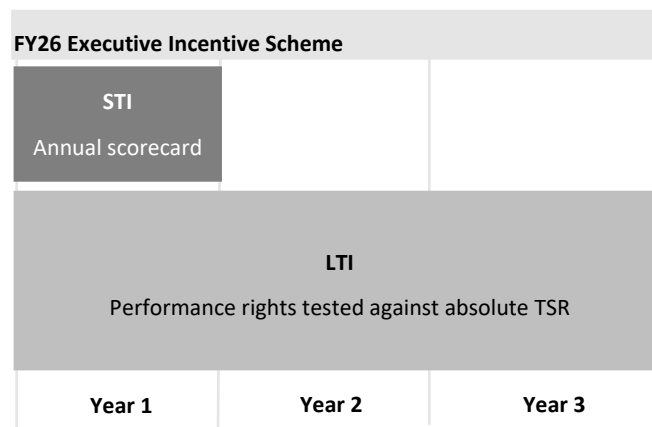 FY26 Executive Incentive Scheme
STI
Annual scorecard
LTI
Performance rights tested against absolute TSR
Year 1
Year 2
Year 3